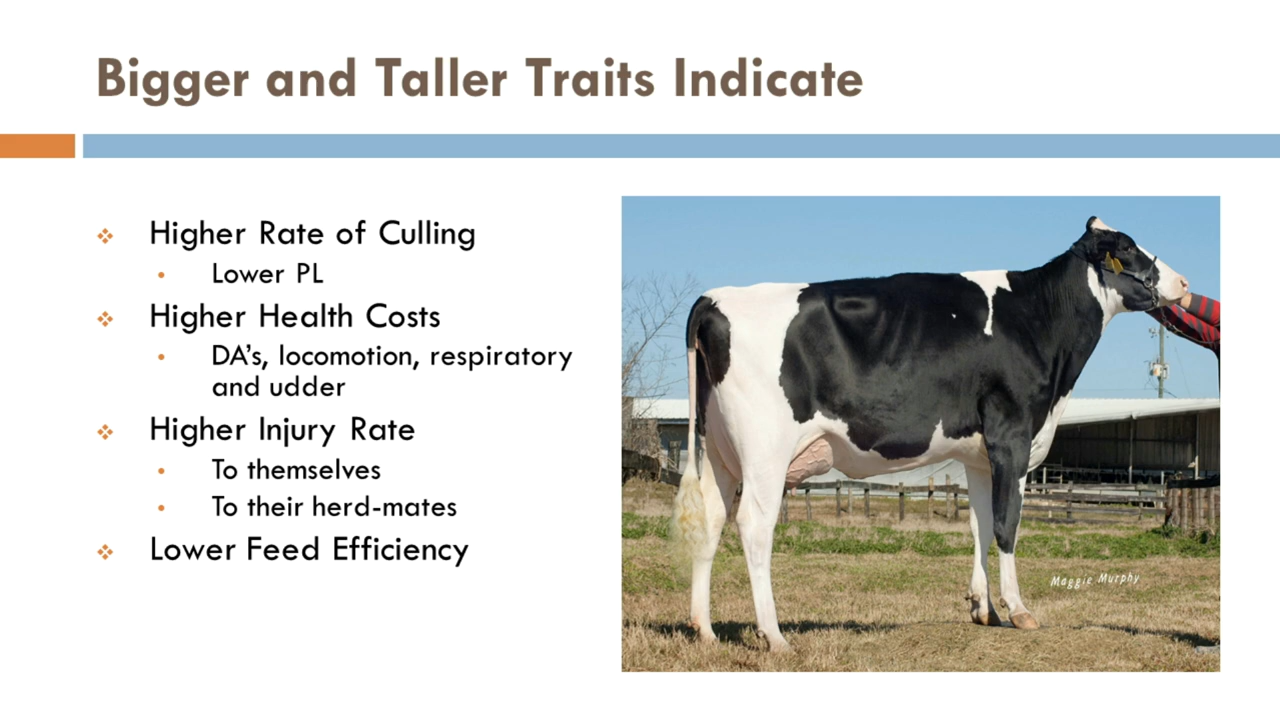 Bigger and Taller Traits Indicate
Higher Rate of Culling
Lower PL
Higher Health Costs
DA's, locomotion, respiratory
and udder
Higher Injury Rate
To themselves
To their herd-mates
Lower Feed Efficiency
Maggie Murphy